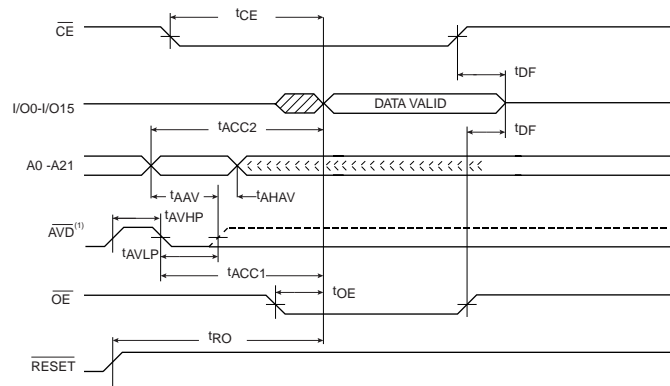 tCE
CE
tDF
I/O0-I/O15
DATA VALID
tACC2
tDF
A0 -A21
tAAV
tAHAV
tAVHP
AVD(1)
tAVLP
tACC1
OE
tOE
tRO
RESET